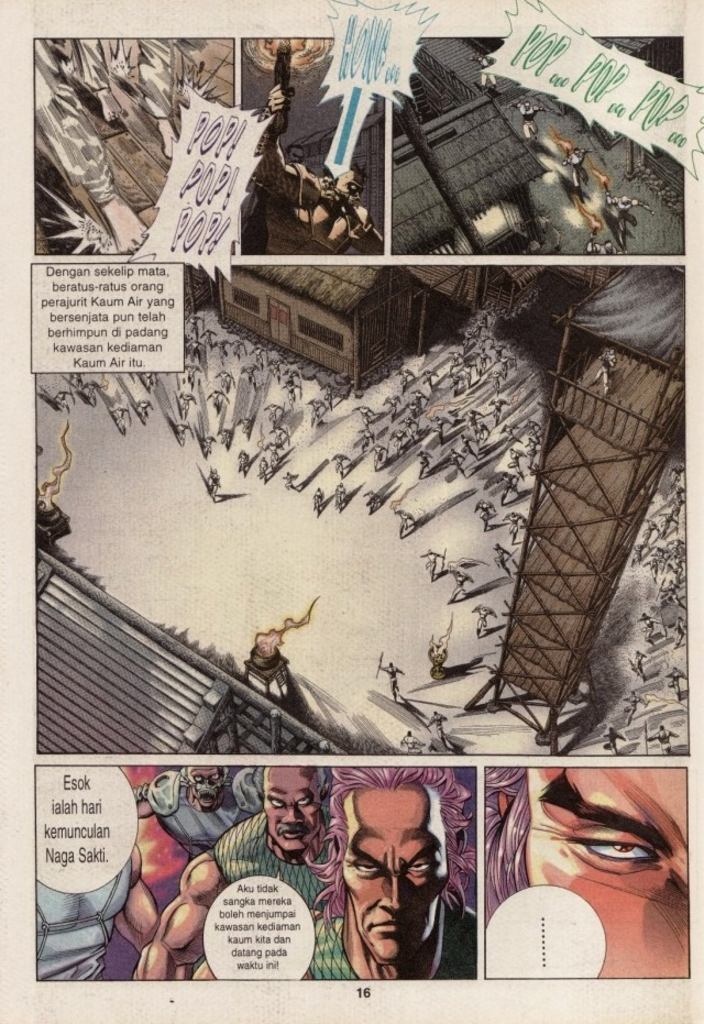 POP!
POP!
POP!
HONG...
POP... POP... POP...
Dengan sekelip mata,
beratus-ratus orang
perajurit Kaum Air yang
bersenjata pun telah
berhimpun di padang
kawasan kediaman
Kaum Air itu.
Esok
ialah hari
kemunculan
Naga Sakti.
Aku tidak
sangka mereka
boleh menjumpai
kawasan kediaman
kaum kita dan
datang pada
waktu ini!
........
16